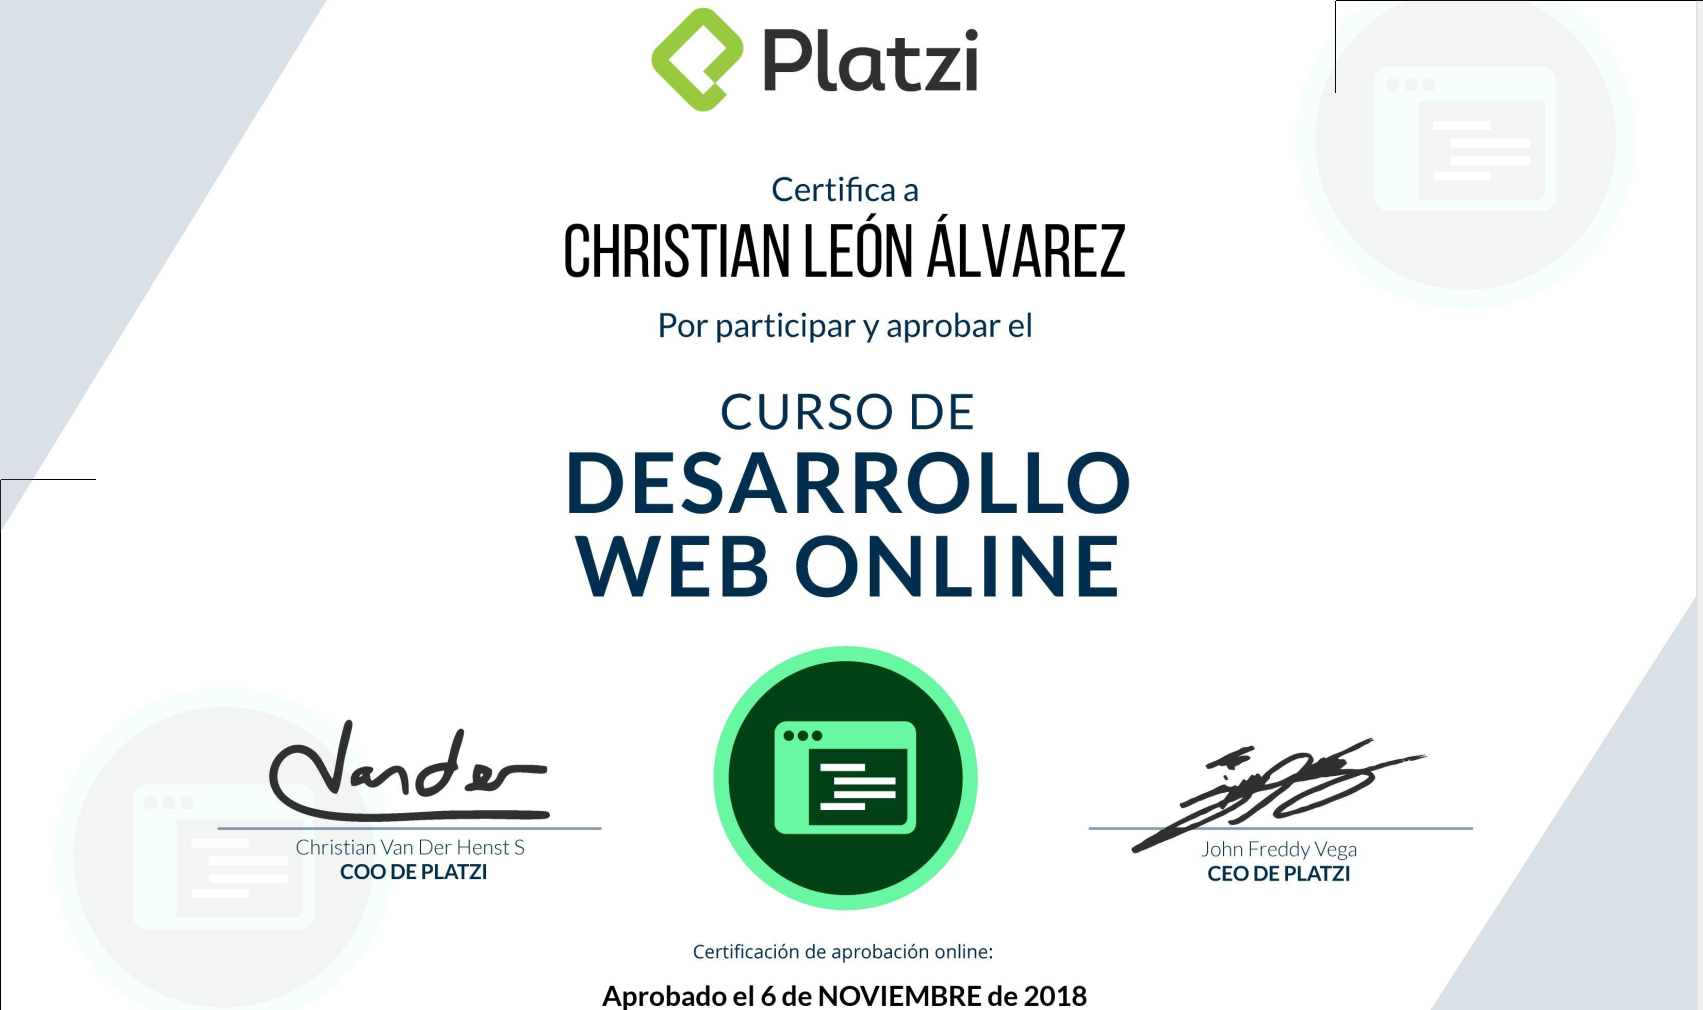 Platzi
Certifica a
CHRISTIAN LEÓN ÁLVAREZ
Por participar y aprobar el
CURSO DE
DESARROLLO
WEB ONLINE
Vander
Christian Van Der Henst S
COO DE PLATZI
John Freddy Vega
CEO DE PLATZI
Certificación de aprobación online:
Aprobado el 6 de NOVIEMBRE de 2018